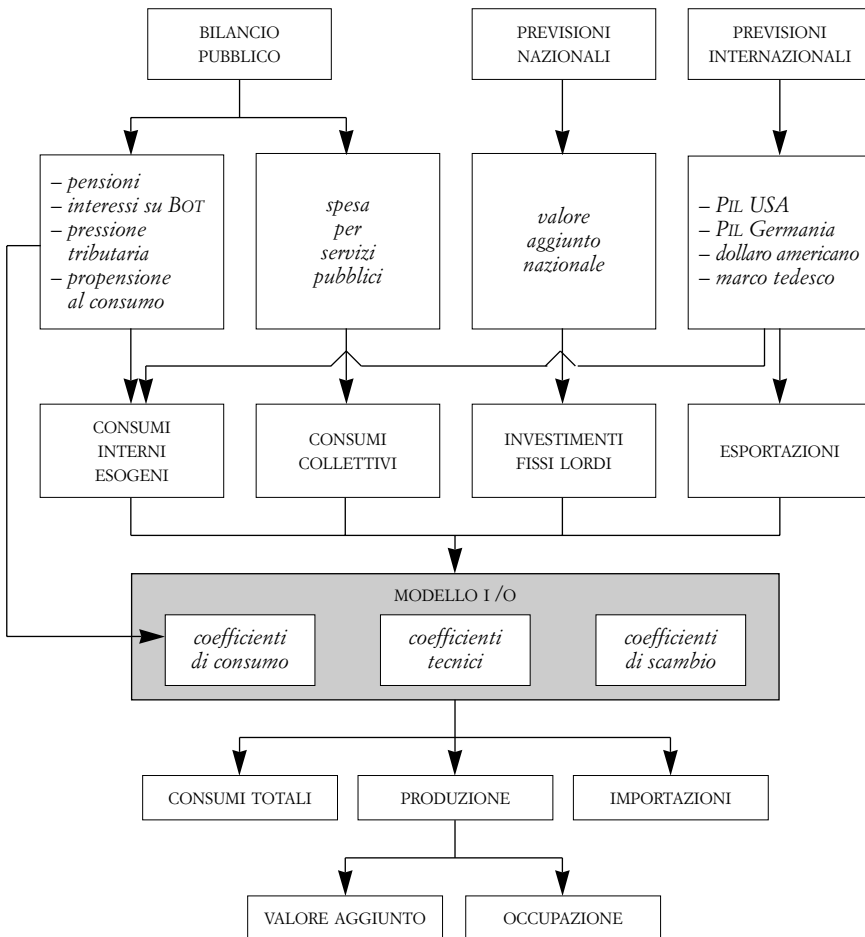 BILANCIO
PUBBLICO
PREVISIONI
NAZIONALI
PREVISIONI
INTERNAZIONALI
– pensioni
– interessi su BOT
– pressione
tributaria
– propensione
al consumo
spesa
per
servizi
pubblici
valore
aggiunto
nazionale
– PIL USA
– PIL Germania
– dollaro americano
– marco tedesco
CONSUMI
INTERNI
ESOGENI
CONSUMI
COLLETTIVI
INVESTIMENTI
FISSI LORDI
ESPORTAZIONI
MODELLO I /O
coefficienti
di consumo
coefficienti
tecnici
coefficienti
di scambio
CONSUMI TOTALI
PRODUZIONE
IMPORTAZIONI
VALORE AGGIUNTO
OCCUPAZIONE